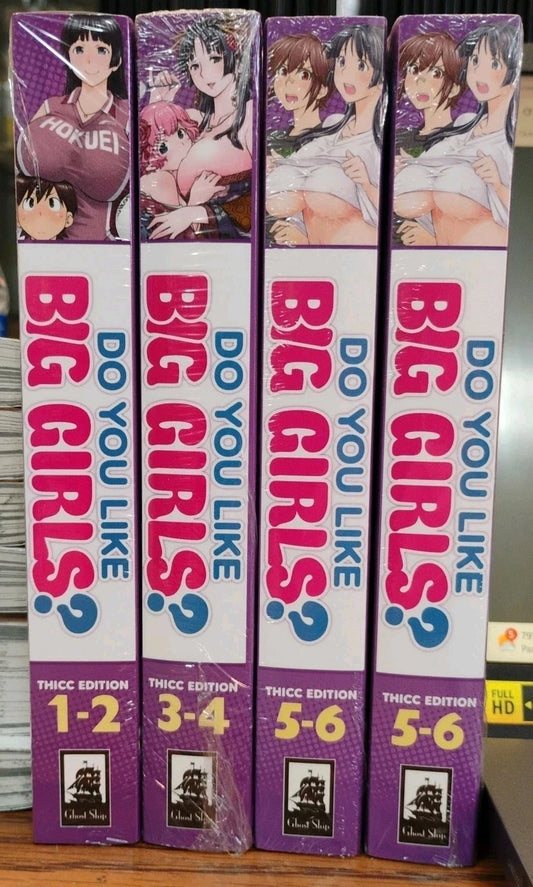 HOKUEI
DO YOU LIKE
BIG GIRLS?
THICC EDITION
1-2
Ghost Ship
DO YOU LIKE
BIG GIRLS?
THICC EDITION
3-4
Ghost Ship
DO YOU LIKE
BIG GIRLS?
THICC EDITION
5-6
Ghost Ship
DO YOU LIKE
BIG GIRLS?
THICC EDITION
5-6
Ghost Ship
5
79°
FULL
HD